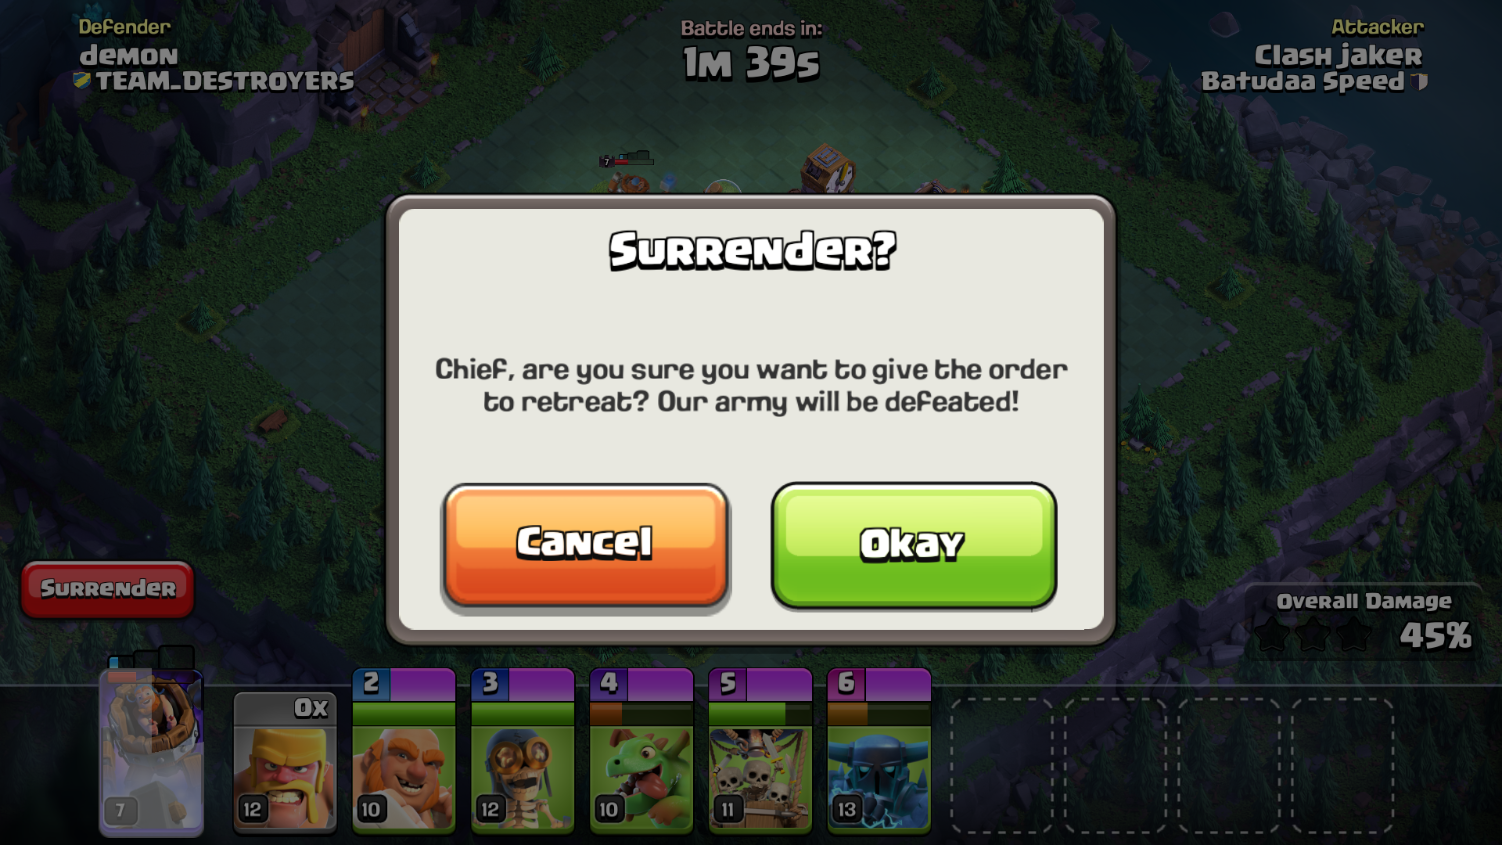 Defender
deMON
TEAM_DESTROYERS
Battle ends in:
1M 39s
Attacker
Clash jaker
Batudaa Speed
7
Surrender?
Chief, are you sure you want to give the order
to retreat? Our army will be defeated!
Cancel
Okay
Surrender
Overall Damage
45%
0x
2
3
4
5
6
7
12
10
12
10
11
13